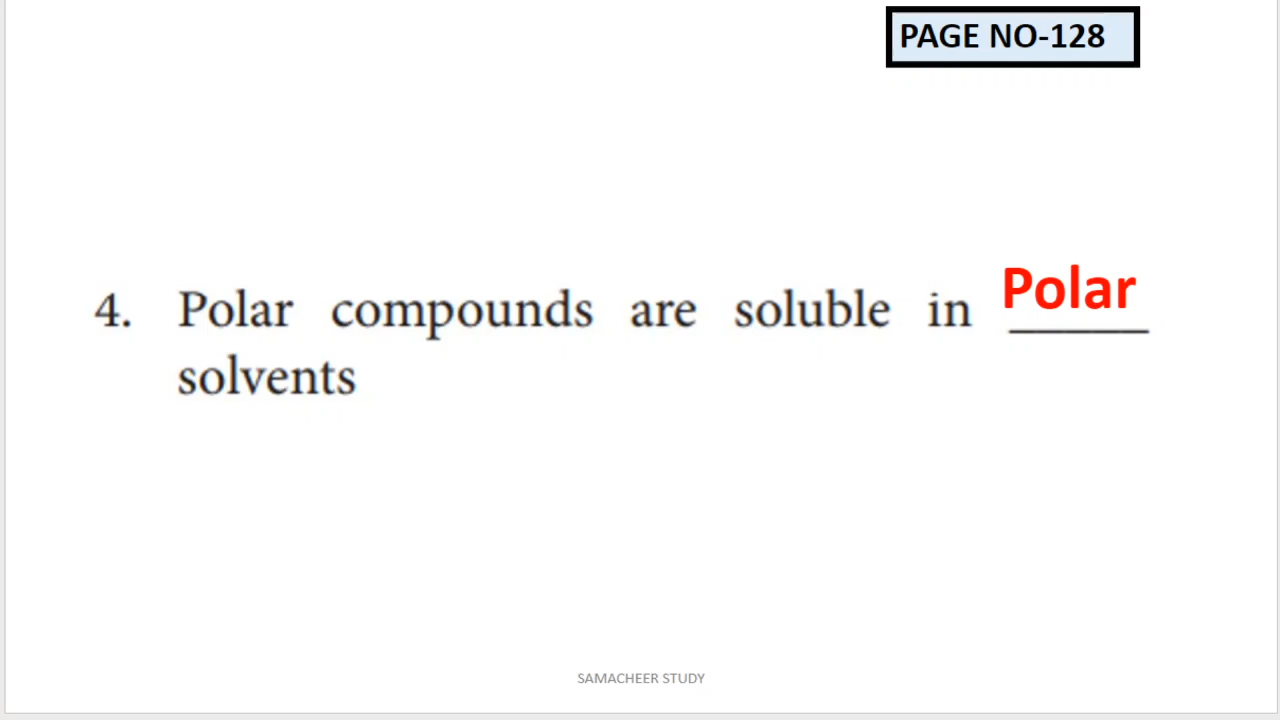 PAGE NO-128
4. Polar compounds are soluble in Polar
solvents
SAMACHEER STUDY